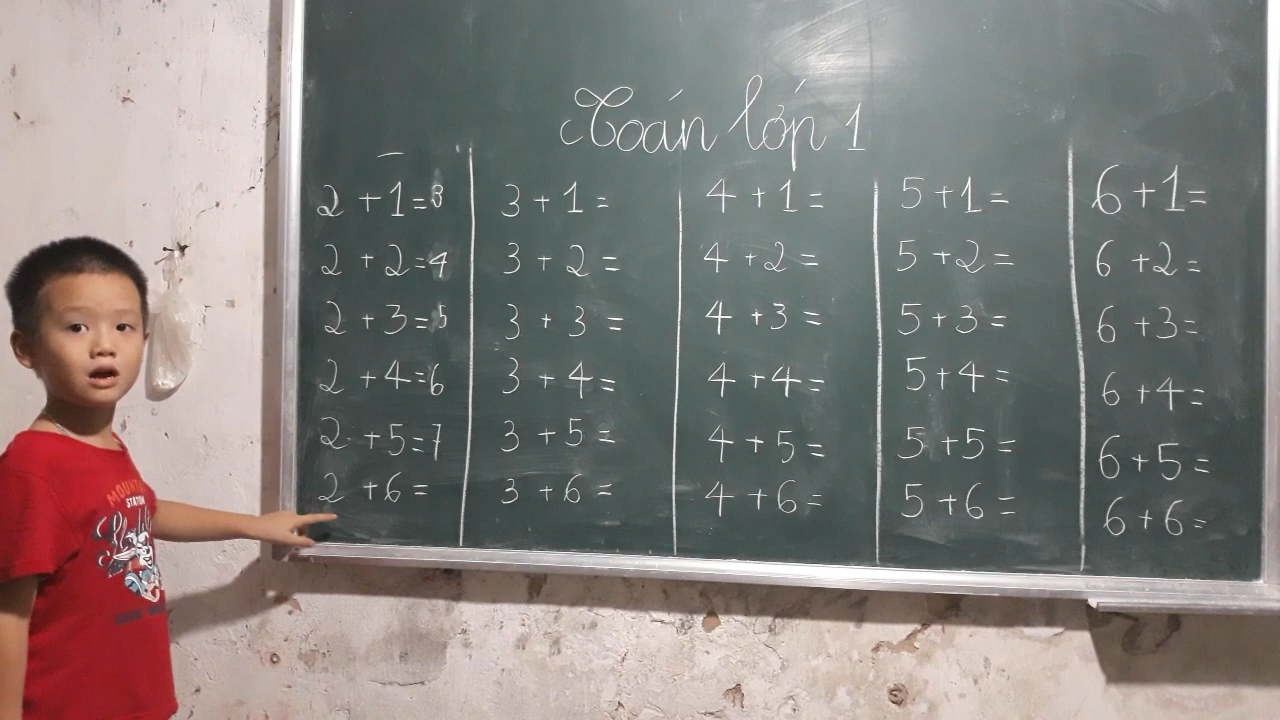 Toán lớp 1
2 + 1 = 3
2 + 2 = 4
2 + 3 = 5
2 + 4 = 6
2 + 5 = 7
2 + 6 =
3 + 1 =
3 + 2 =
3 + 3 =
3 + 4 =
3 + 5 =
3 + 6 =
4 + 1 =
4 + 2 =
4 + 3 =
4 + 4 =
4 + 5 =
4 + 6 =
5 + 1 =
5 + 2 =
5 + 3 =
5 + 4 =
5 + 5 =
5 + 6 =
6 + 1 =
6 + 2 =
6 + 3 =
6 + 4 =
6 + 5 =
6 + 6 =
STATION